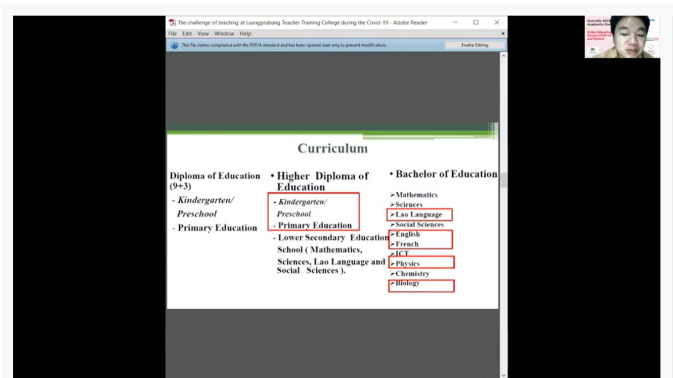 The challenge of teaching at Luangprabang Teacher Training College during the Covid-19 - Adobe Reader
File Edit View Window Help
This file claims compliance with the PDF/A standard and has been opened read-only to prevent modification.
Enable Editing
Curriculum
Diploma of Education
(9+3)
- Kindergarten/
Preschool
- Primary Education
• Higher Diploma of
Education
- Kindergarten/
Preschool
- Primary Education
- Lower Secondary Education
School ( Mathematics,
Sciences, Lao Language and
Social Sciences ).
• Bachelor of Education
➢Mathematics
➢Sciences
➢Lao Language
➢Social Sciences
➢English
➢French
➢ICT
➢Physics
➢Chemistry
➢Biology